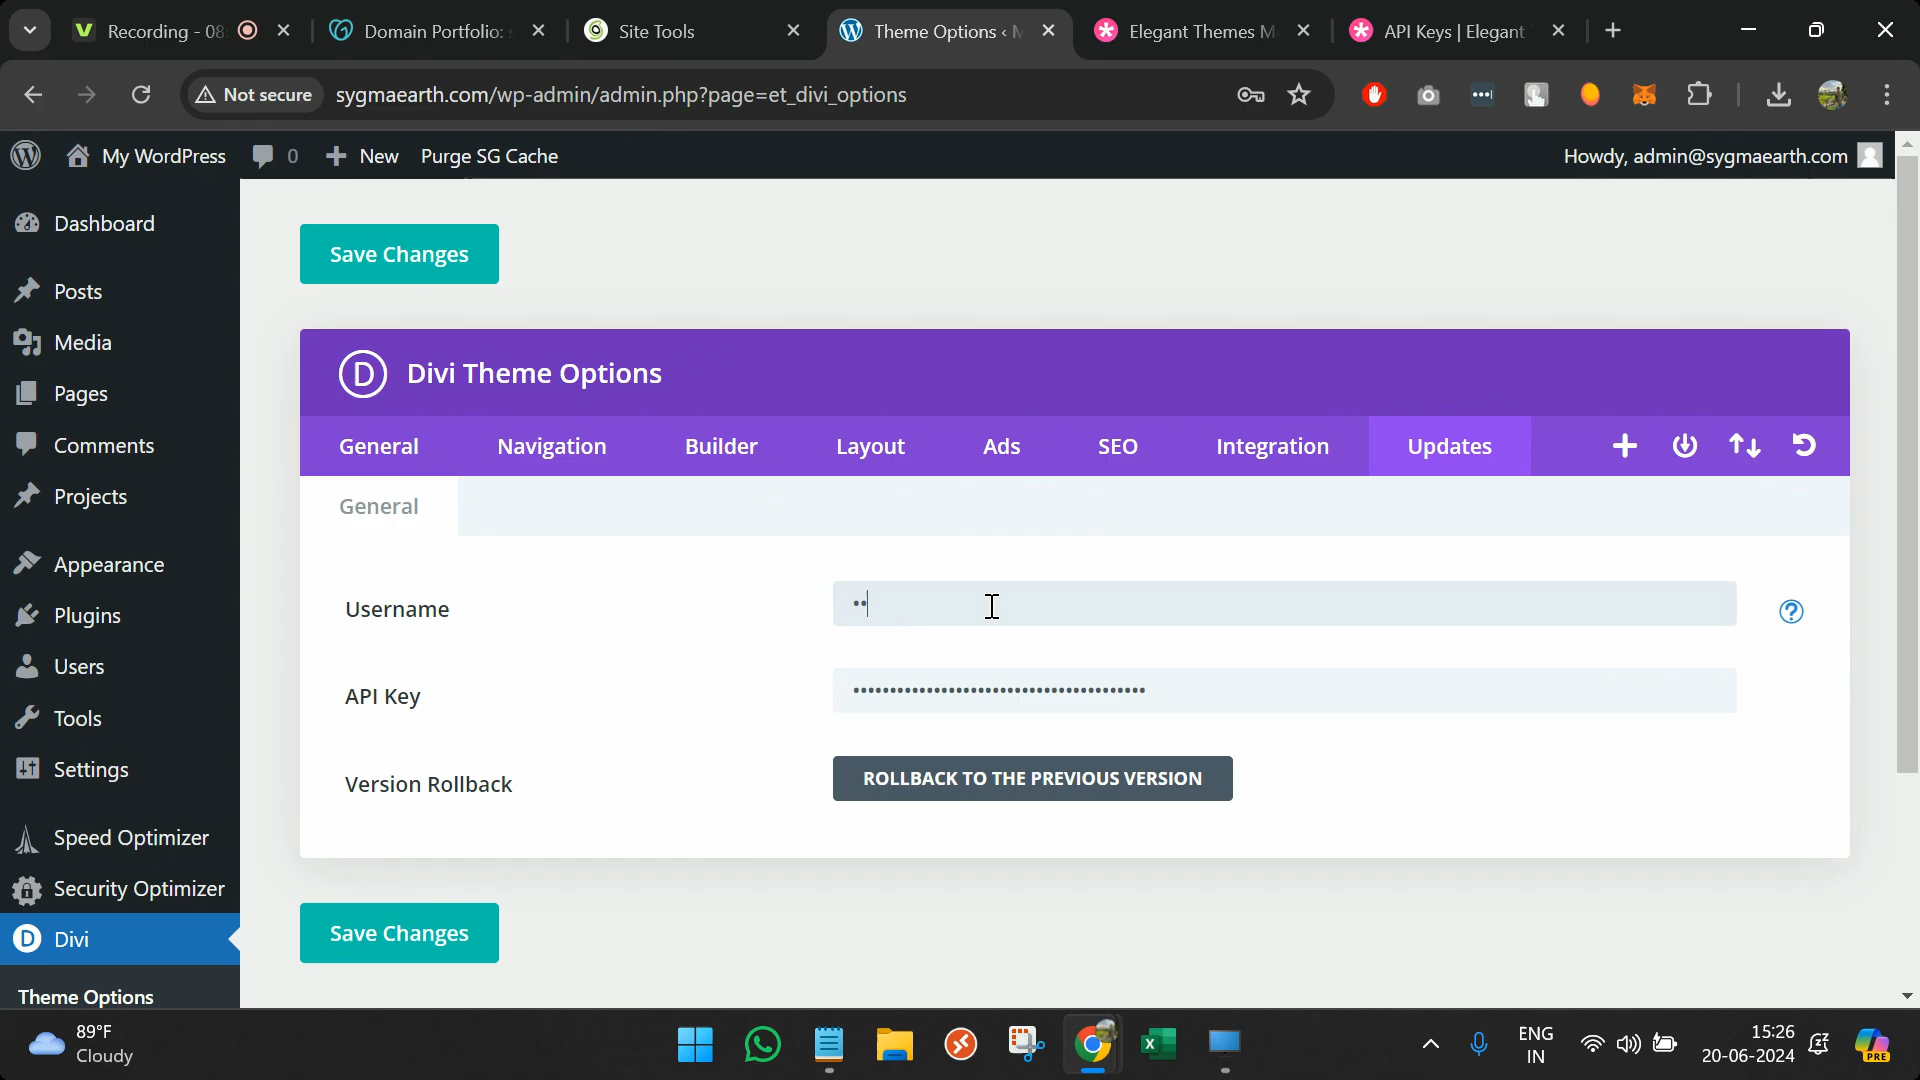 Recording - 08
Domain Portfolio: s
Site Tools
Theme Options ‹ M
Elegant Themes M
API Keys | Elegant T
Not secure
sygmaearth.com/wp-admin/admin.php?page=et_divi_options
My WordPress
0
New
Purge SG Cache
Howdy, admin@sygmaearth.com
Dashboard
Posts
Media
Pages
Comments
Projects
Appearance
Plugins
Users
Tools
Settings
Speed Optimizer
Security Optimizer
Divi
Theme Options
Save Changes
D
Divi Theme Options
General
Navigation
Builder
Layout
Ads
SEO
Integration
Updates
General
Username
••
?
API Key
••••••••••••••••••••••••••••••••••••••••
Version Rollback
ROLLBACK TO THE PREVIOUS VERSION
Save Changes
89°F
Cloudy
ENG
IN
15:26
20-06-2024
PRE